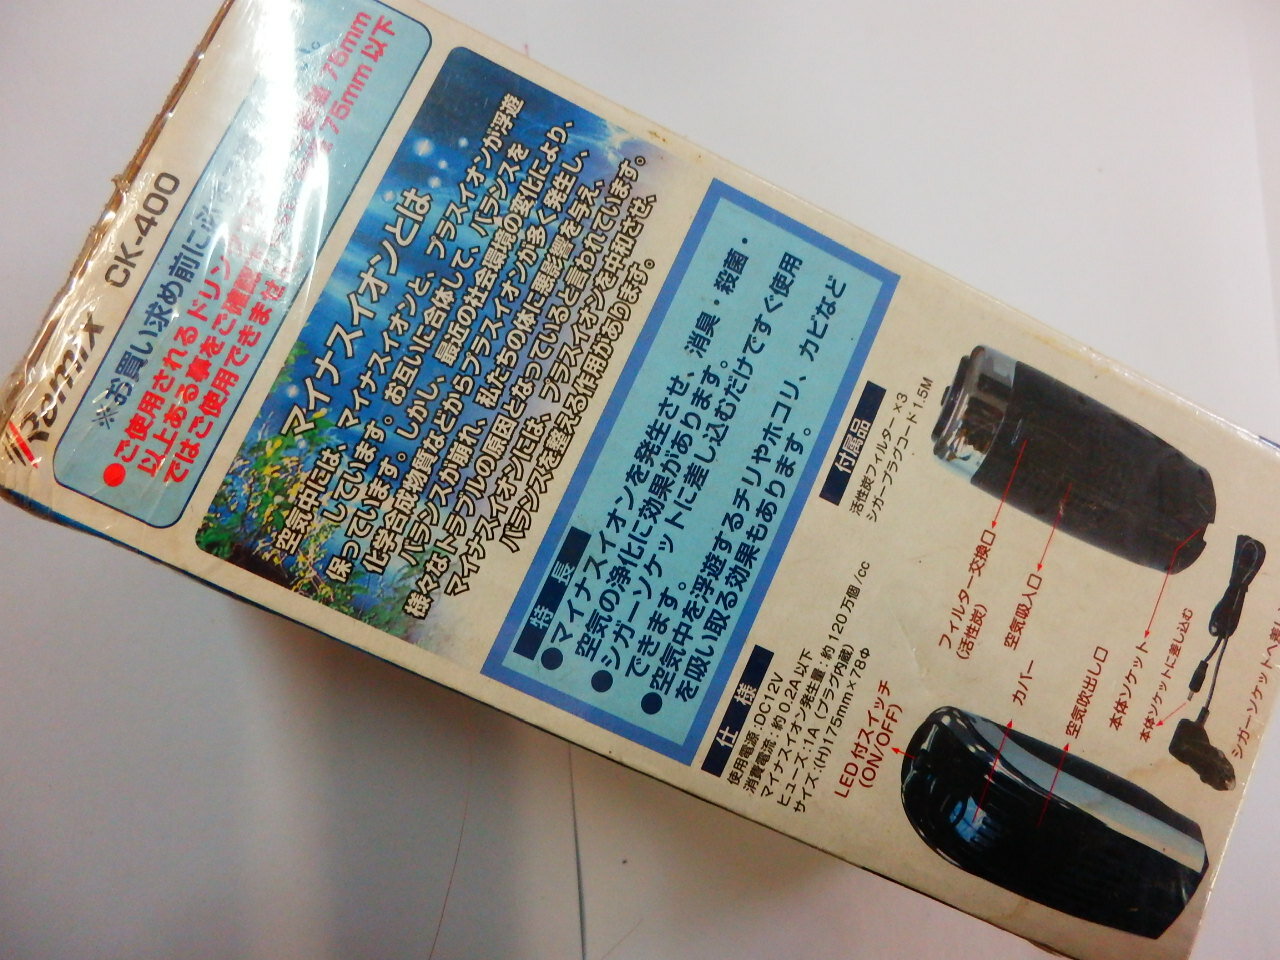 Remix CK-400
※お買い求め前に必
●ご使用されるドリン
75mm
以上ある事をご確認下
75mm以下
ではご使用できませ
マイナスイオンとは
空気中には、マイナスイオンと、プラスイオンが浮遊
しています。お互いに合体して、バランスを
保っています。しかし、最近の社会環境の変化により、
化学合成物質などからプラスイオンが多く発生し、
バランスが崩れ、私たちの体に悪影響を与え、
様々なトラブルの原因となっていると言われています。
マイナスイオンには、プラスイオンを中和させ、
バランスを整える作用があります。
特 長
●マイナスイオンを発生させ、消臭・殺菌・
空気の浄化に効果があります。
●シガーソケットに差し込むだけですぐ使用
できます。
●空気中を浮遊するチリやホコリ、カビなど
を吸い取る効果もあります。
仕 様
使用電源:DC12V
消費電流:約0.2A以下
マイナスイオン発生量:約120万個/cc
ヒューズ:1A(プラグ内蔵)
サイズ:(H)175mm×78Φ
付属品
活性炭フィルター×3
シガープラグコード1.5M
LED付スイッチ
(ON/OFF)
フィルター交換口
(活性炭)
空気吸入口
カバー
空気吹出し口
本体ソケット
本体ソケットに差し込む
シガーソケットへ差し